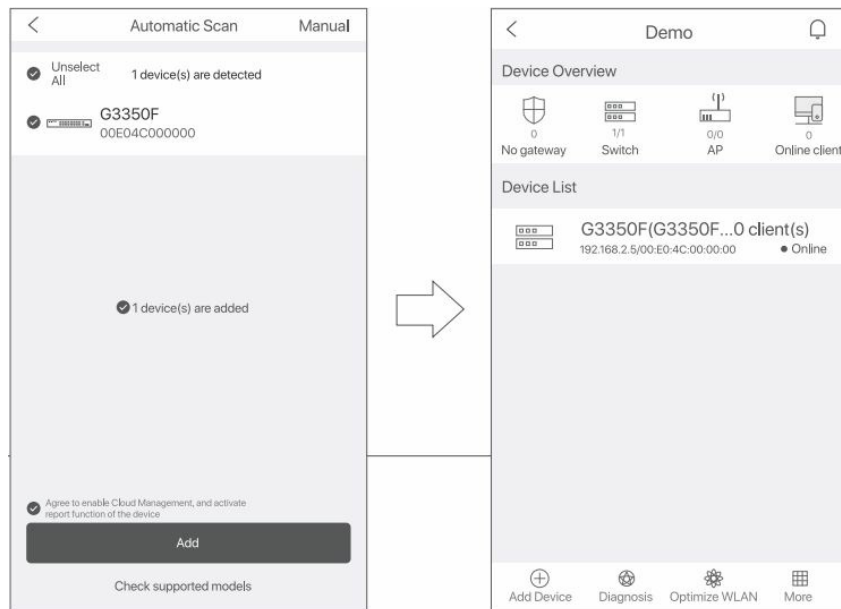 Automatic Scan
Manual
Unselect
All
1 device(s) are detected
G3350F
00E04C000000
1 device(s) are added
Agree to enable Cloud Management, and activate
report function of the device
Add
Check supported models
Demo
Device Overview
0
1/1
0/0
0
No gateway
Switch
AP
Online client
Device List
G3350F(G3350F...0 client(s)
192.168.2.5/00:E0:4C:00:00:00
Online
Add Device
Diagnosis
Optimize WLAN
More